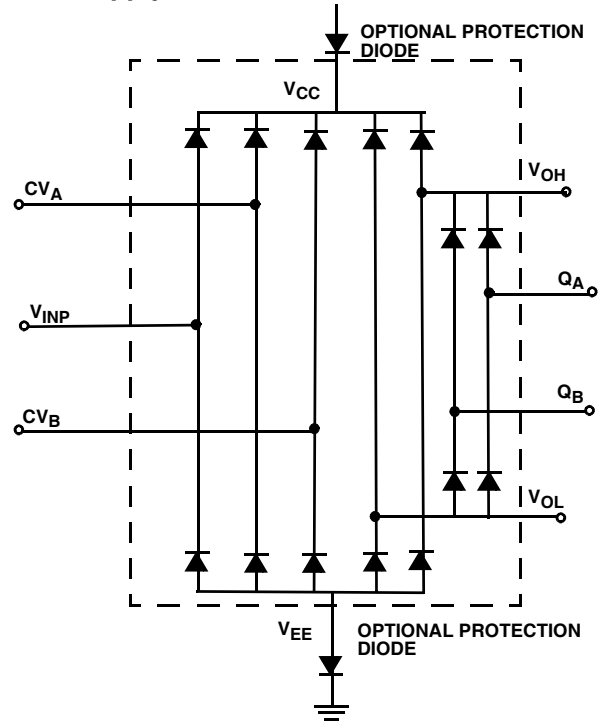 OPTIONAL PROTECTION
DIODE
VCC
VOH
CVA
QA
VINP
QB
CVB
VOL
VEE
OPTIONAL PROTECTION
DIODE